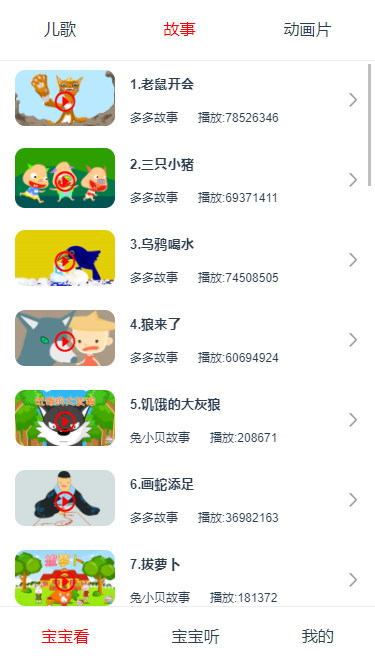 儿歌 故事 动画片
1.老鼠开会
多多故事 播放:78526346
2.三只小猪
多多故事 播放:69371411
3.乌鸦喝水
多多故事 播放:74508505
4.狼来了
多多故事 播放:60694924
5.饥饿的大灰狼
兔小贝故事 播放:208671
6.画蛇添足
多多故事 播放:36982163
拔萝卜
7.拔萝卜
兔小贝故事 播放:181372
宝宝看 宝宝听 我的